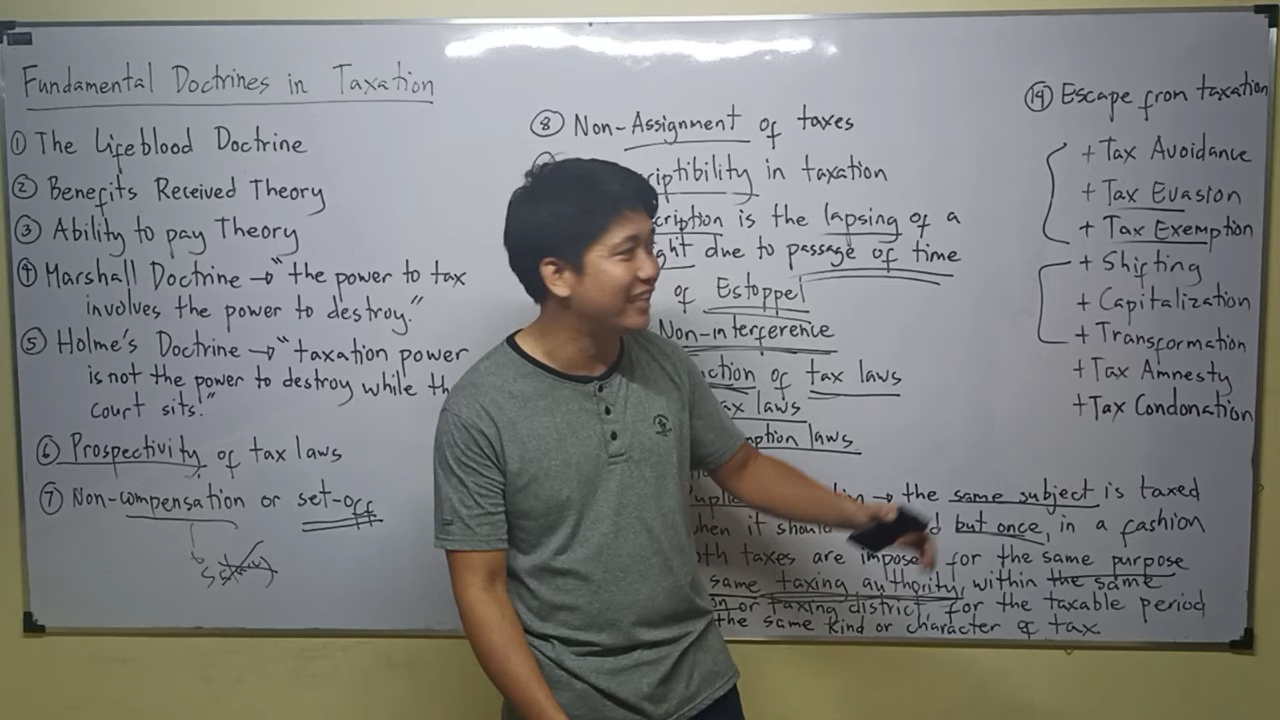 Fundamental Doctrines in Taxation
① The Lifeblood Doctrine
② Benefits Received Theory
③ Ability to pay Theory
④ Marshall Doctrine → "the power to tax
involves the power to destroy."
⑤ Holme's Doctrine → "taxation power
is not the power to destroy while th
court sits."
⑥ Prospectivity of tax laws
⑦ Non-compensation or set-off
⑧ Non-Assignment of taxes
riptibility in taxation
cription is the lapsing of a
ght due to passage of time
of Estoppel
Non-interference
ction of tax laws
ax laws
mption laws.
→ the same subject is taxed
when it should d but once, in a fashion
oth taxes are impose for the same purpose
same taxing authority, within the same
on or taxing district, for the taxable period
the same kind or character of tax
⑭ Escape from taxation
+ Tax Avoidance
+ Tax Evasion
+ Tax Exemption
+ Shifting
+ Capitalization
+ Transformation
+ Tax Amnesty
+ Tax Condonation